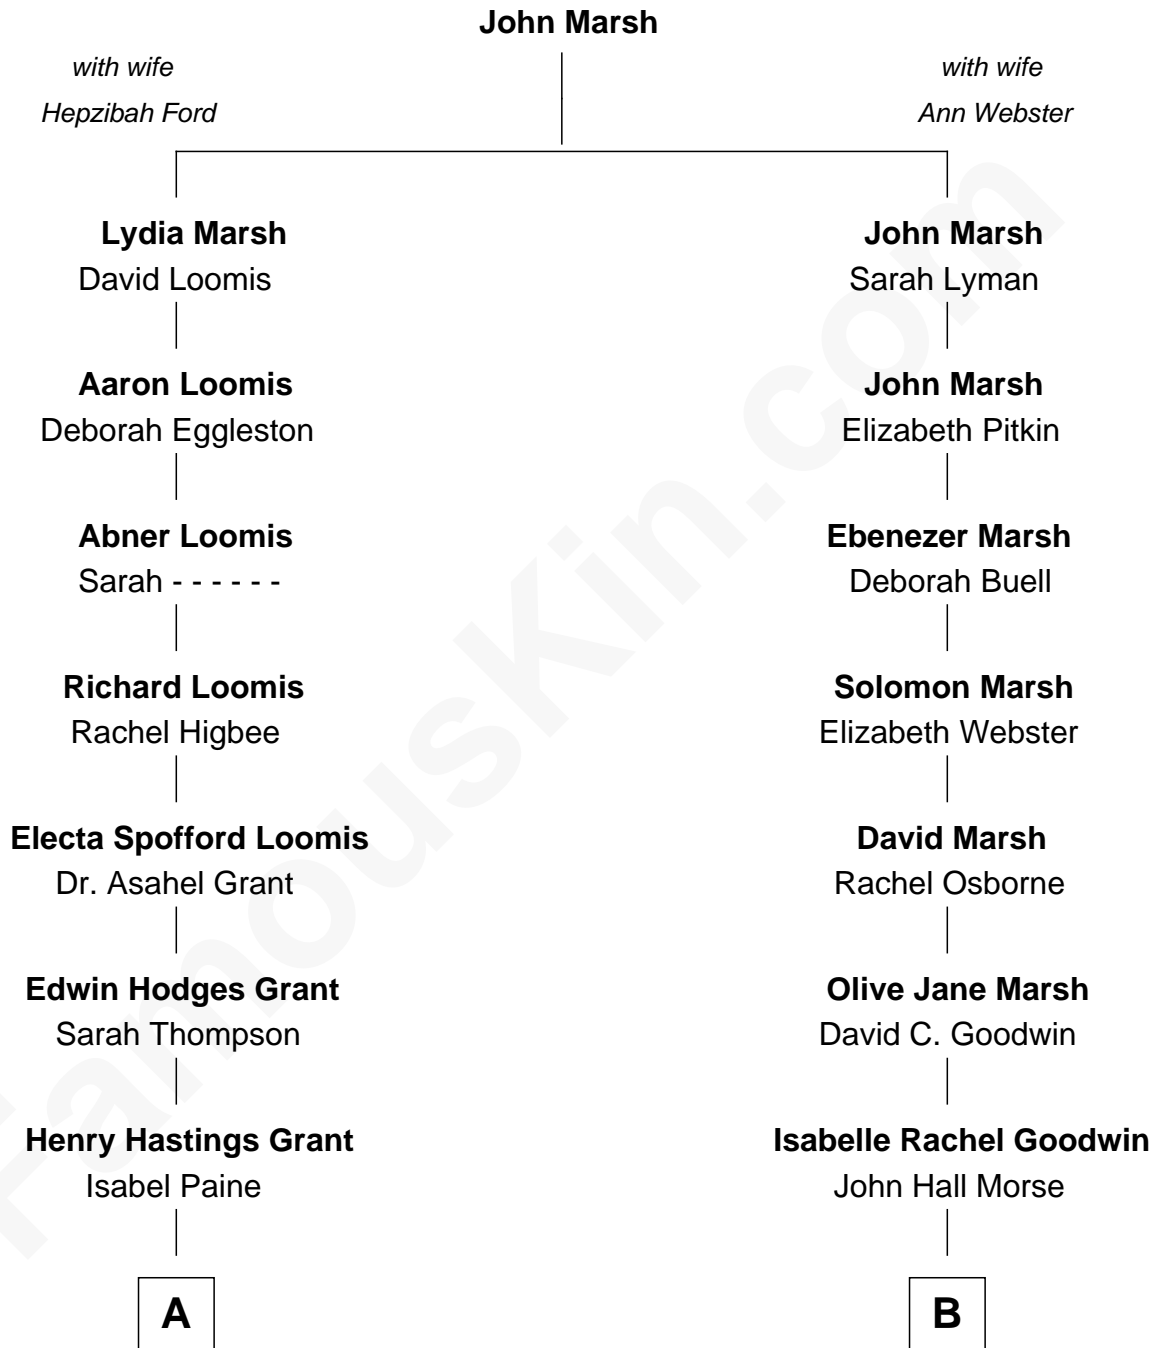 John Marsh
with wife
Hepzibah Ford
with wife
Ann Webster
Lydia Marsh
David Loomis
John Marsh
Sarah Lyman
Aaron Loomis
Deborah Eggleston
John Marsh
Elizabeth Pitkin
Abner Loomis
Sarah - - - - - -
Ebenezer Marsh
Deborah Buell
Richard Loomis
Rachel Higbee
Solomon Marsh
Elizabeth Webster
Electa Spofford Loomis
Dr. Asahel Grant
David Marsh
Rachel Osborne
Edwin Hodges Grant
Sarah Thompson
Olive Jane Marsh
David C. Goodwin
Henry Hastings Grant
Isabel Paine
Isabelle Rachel Goodwin
John Hall Morse
A
B
FamousKin.com